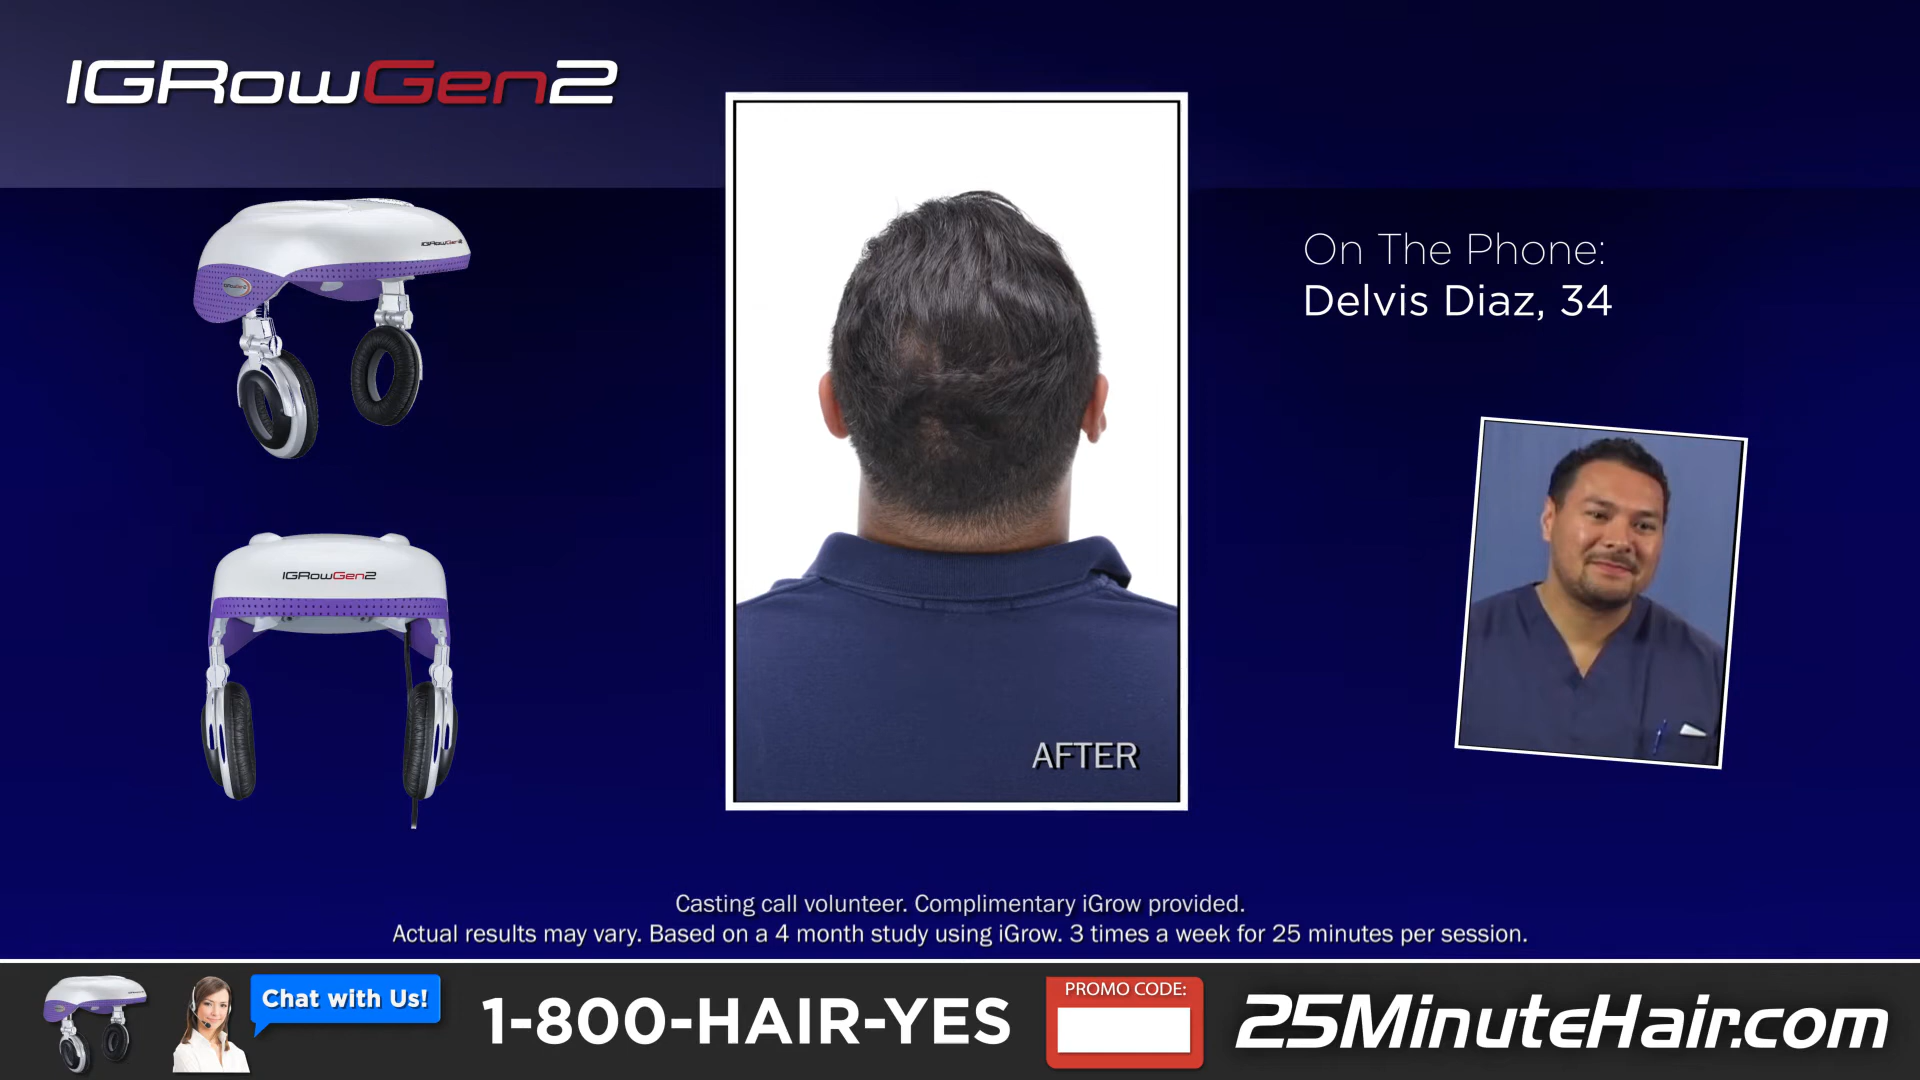 IGRowGen2
IGRowGen2
On The Phone:
Delvis Diaz, 34
IGRowGen2
AFTER
Casting call volunteer. Complimentary iGrow provided.
Actual results may vary. Based on a 4 month study using iGrow. 3 times a week for 25 minutes per session.
Chat with Us!
1-800-HAIR-YES
PROMO CODE:
25MinuteHair.com